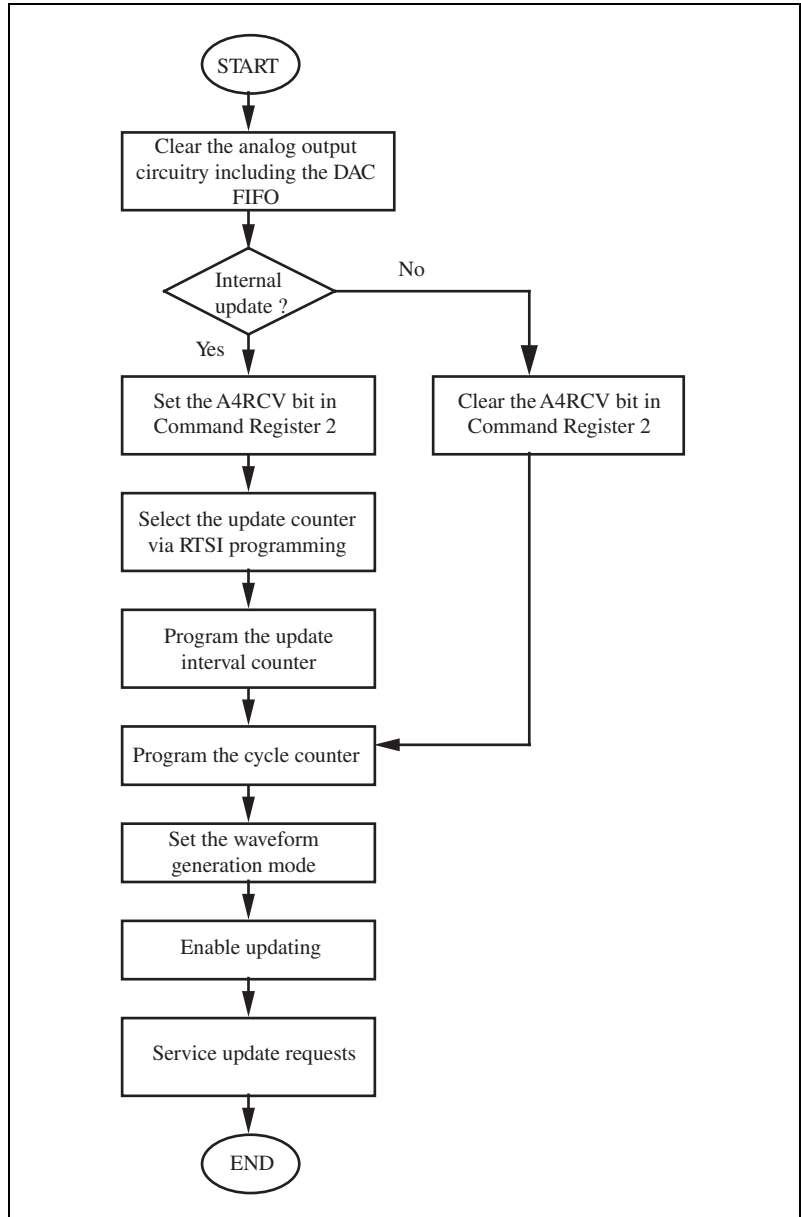 START
Clear the analog output
circuitry including the DAC
FIFO
Internal
update ?
No
Yes
Set the A4RCV bit in
Command Register 2
Clear the A4RCV bit in
Command Register 2
Select the update counter
via RTSI programming
Program the update
interval counter
Program the cycle counter
Set the waveform
generation mode
Enable updating
Service update requests
END